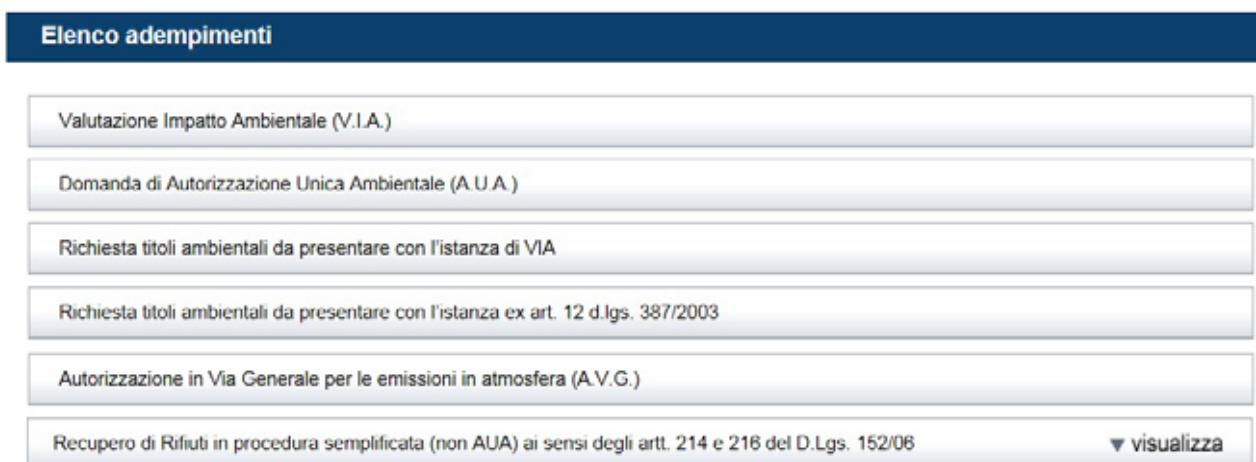 Elenco adempimenti
Valutazione Impatto Ambientale (V.I.A.)
Domanda di Autorizzazione Unica Ambientale (A.U.A.)
Richiesta titoli ambientali da presentare con l'istanza di VIA
Richiesta titoli ambientali da presentare con l'istanza ex art. 12 d.lgs. 387/2003
Autorizzazione in Via Generale per le emissioni in atmosfera (A.V.G.)
Recupero di Rifiuti in procedura semplificata (non AUA) ai sensi degli artt. 214 e 216 del D.Lgs. 152/06 ▼ visualizza